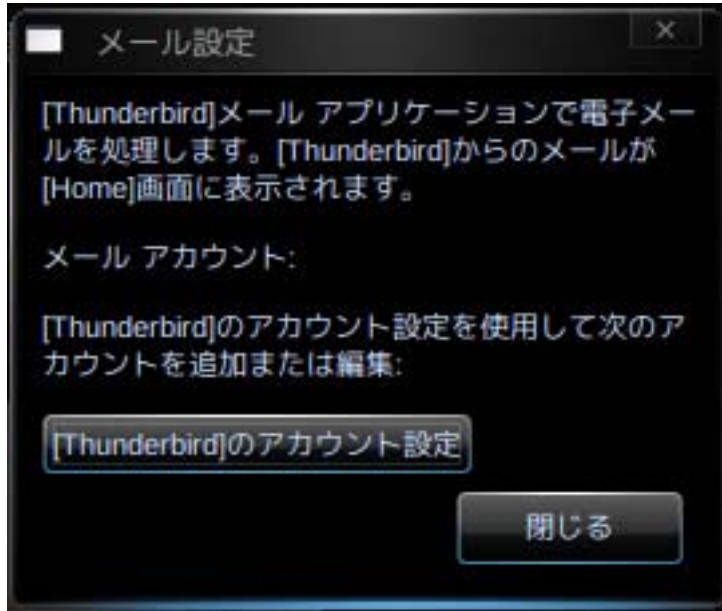 メール設定
[Thunderbird]メール アプリケーションで電子メー
ルを処理します。[Thunderbird]からのメールが
[Home]画面に表示されます。
メール アカウント:
[Thunderbird]のアカウント設定を使用して次のア
カウントを追加または編集:
[Thunderbird]のアカウント設定
閉じる